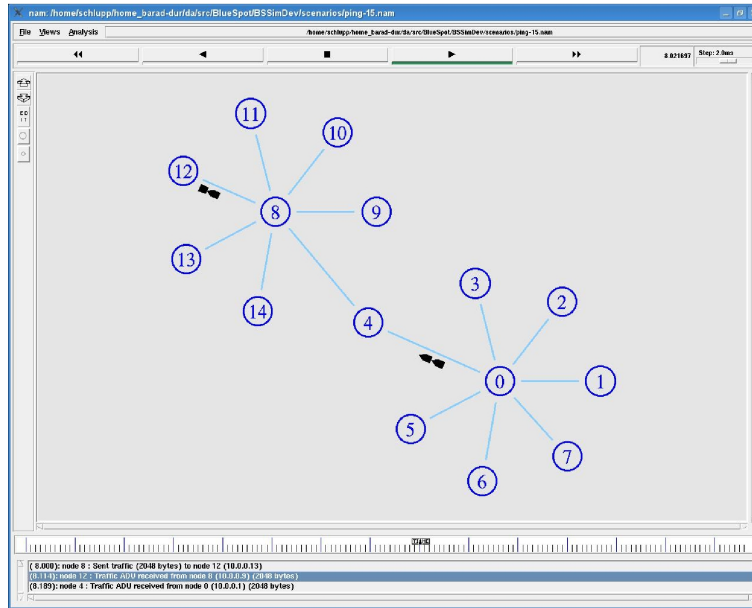 nam: /home/schlupp/home_barad-dur/da/src/BlueSpot/BSSimDev/scenarios/ping-15.nam
File Views Analysis /home/schlupp/home_barad-dur/da/src/BlueSpot/BSSimDev/scenarios/ping-15.nam
8.021697 Step: 2.0ms
11
10
12
8
9
13
3
2
14
4
0
1
5
7
6
( 8.000): node 8 : Sent traffic (2048 bytes) to node 12 (10.0.0.13)
(8.114): node 12 : Traffic ADU received from node 8 (10.0.0.9) (2048 bytes)
(8.189): node 4 : Traffic ADU received from node 0 (10.0.0.1) (2048 bytes)